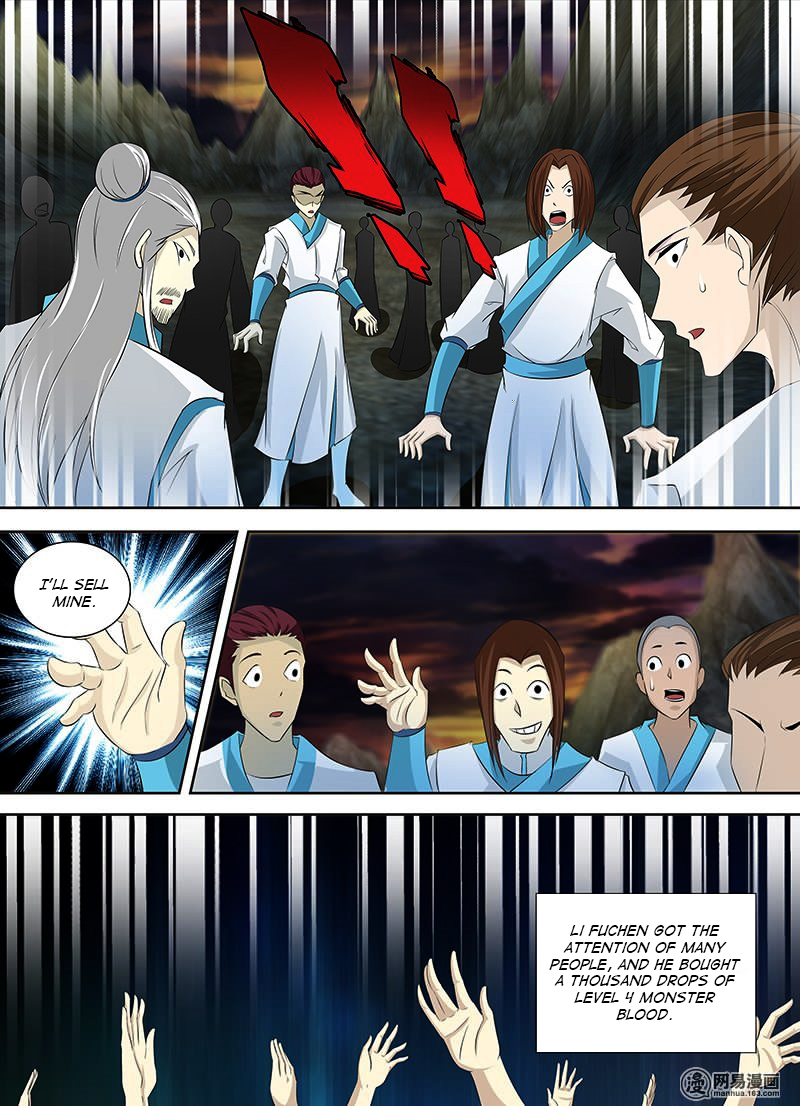 I'LL SELL
MINE.
LI FUCHEN GOT THE
ATTENTION OF MANY
PEOPLE, AND HE BOUGHT
A THOUSAND DROPS OF
LEVEL 4 MONSTER
BLOOD.
漫 网易漫画
manhua.163.com